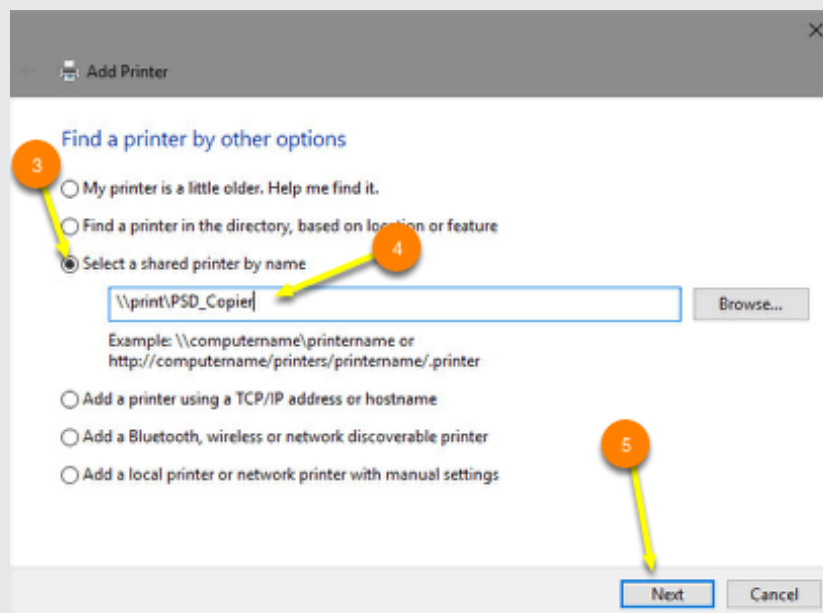 Add Printer
Find a printer by other options
3
My printer is a little older. Help me find it.
Find a printer in the directory, based on location or feature
4
Select a shared printer by name
\\print\PSD_Copier
Browse...
Example: \\computername\printername or
http://computername/printers/printername/.printer
Add a printer using a TCP/IP address or hostname
Add a Bluetooth, wireless or network discoverable printer
5
Add a local printer or network printer with manual settings
Next
Cancel